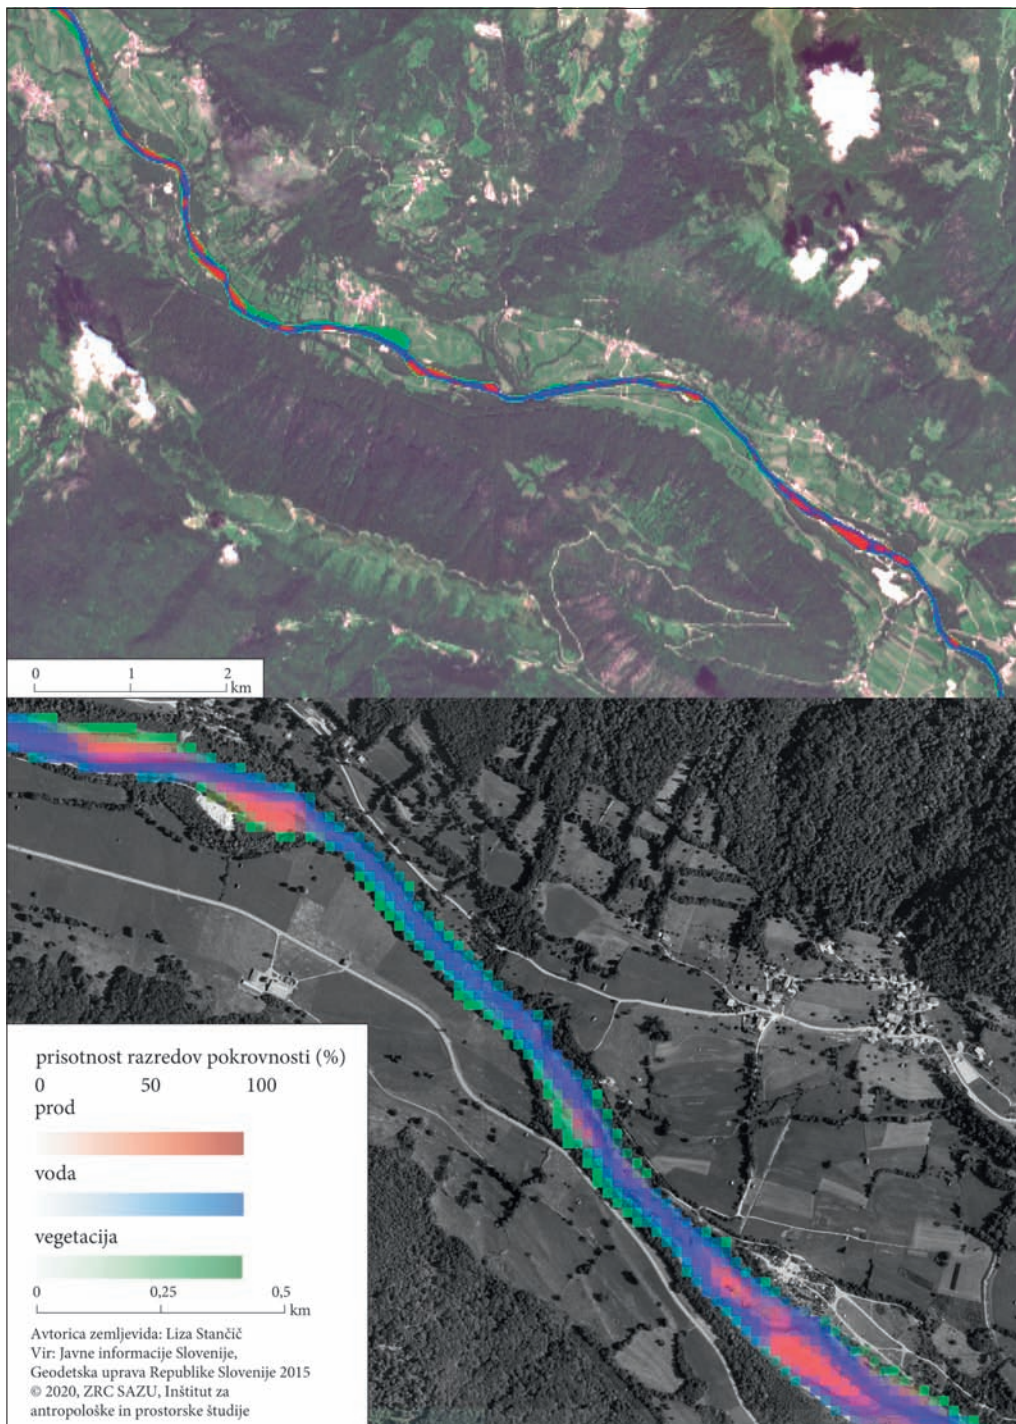 0 1 2
km
prisotnost razredov pokrovnosti (%)
0 50 100
prod
voda
vegetacija
0 0,25 0,5
km
Avtorica zemljevida: Liza Stančič
Vir: Javne informacije Slovenije,
Geodetska uprava Republike Slovenije 2015
© 2020, ZRC SAZU, Inštitut za
antropološke in prostorske študije